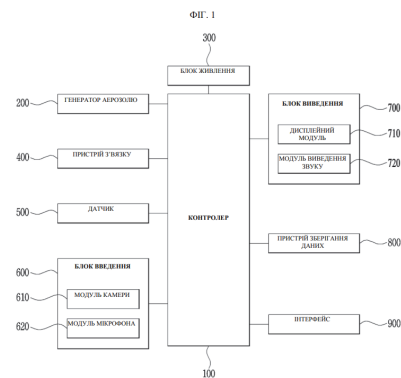 ФІГ. 1
300
БЛОК ЖИВЛЕННЯ
200
ГЕНЕРАТОР АЕРОЗОЛЮ
400
ПРИСТРІЙ ЗВ'ЯЗКУ
500
ДАТЧИК
600
БЛОК ВВЕДЕННЯ
610
МОДУЛЬ КАМЕРИ
620
МОДУЛЬ МІКРОФОНА
КОНТРОЛЕР
100
БЛОК ВИВЕДЕННЯ
700
ДИСПЛЕЙНИЙ
МОДУЛЬ
710
МОДУЛЬ ВИВЕДЕННЯ
ЗВУКУ
720
ПРИСТРІЙ ЗБЕРІГАННЯ
ДАНИХ
800
ІНТЕРФЕЙС
900